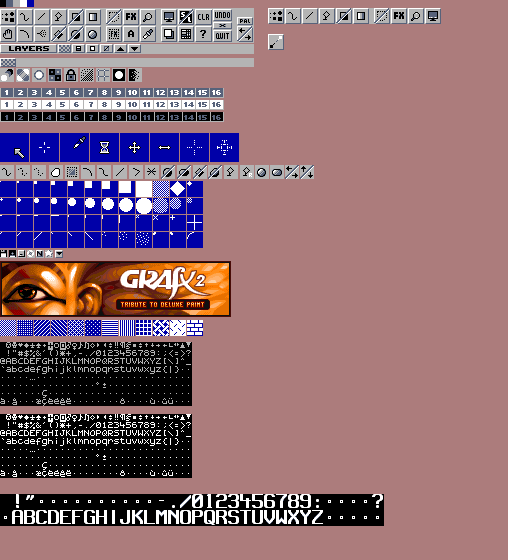 FX CLR UNDO PAL
FX
? QUIT
LAYERS
1 2 3 4 5 6 7 8 9 10 11 12 13 14 15 16
1 2 3 4 5 6 7 8 9 10 11 12 13 14 15 16
1 2 3 4 5 6 7 8 9 10 11 12 13 14 15 16
GRAFX2
TRIBUTE TO DELUXE PAINT
!"#$%&'()*+,-./0123456789:;<=>?
@ABCDEFGHIJKLMNOPQRSTUVWXYZ[\]^_
`abcdefghijklmnopqrstuvwxyz{|}
!"#$%&'()*+,-./0123456789:;<=>?
@ABCDEFGHIJKLMNOPQRSTUVWXYZ[\]^_
`abcdefghijklmnopqrstuvwxyz{|}
!" - ./0123456789: ?
ABCDEFGHIJKLMNOPQRSTUVWXYZ